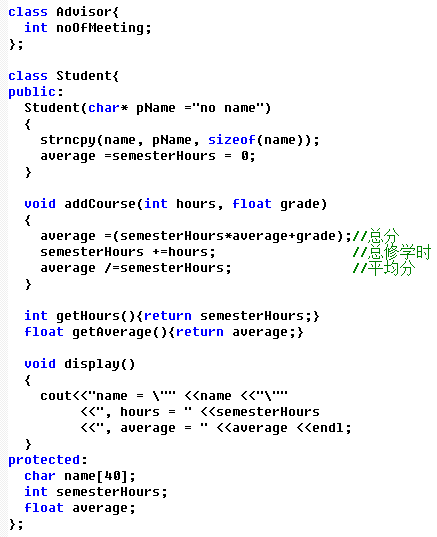 class Advisor{
  int noOfMeeting;
};

class Student{
public:
  Student(char* pName ="no name")
  {
    strncpy(name, pName, sizeof(name));
    average =semesterHours = 0;
  }

  void addCourse(int hours, float grade)
  {
    average =(semesterHours*average+grade);//总分
    semesterHours +=hours;                 //总修学时
    average /=semesterHours;               //平均分
  }

  int getHours(){return semesterHours;}
  float getAverage(){return average;}

  void display()
  {
    cout<<"name = \"" <<name <<"\""
         <<", hours = " <<semesterHours
         <<", average = " <<average <<endl;
  }
protected:
  char name[40];
  int semesterHours;
  float average;
};